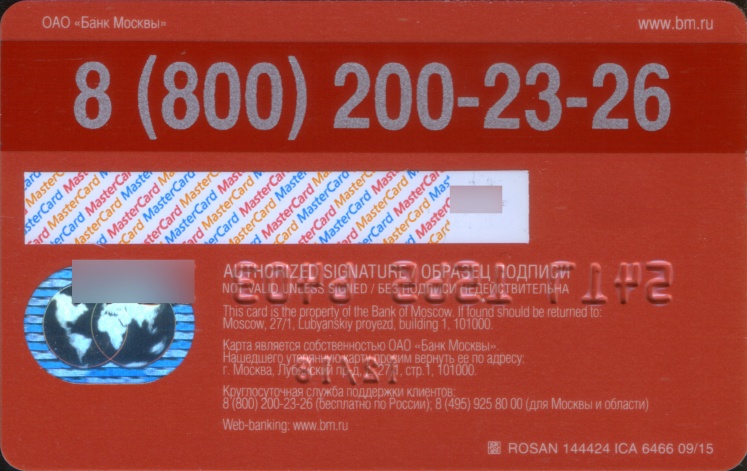 ОАО «Банк Москвы»
www.bm.ru
8 (800) 200-23-26
MasterCard MasterCard MasterCard
AUTHORIZED SIGNATURE / ОБРАЗЕЦ ПОДПИСИ
NOT VALID UNLESS SIGNED / БЕЗ ПОДПИСИ НЕДЕЙСТВИТЕЛЬНА
This card is the property of the Bank of Moscow. If found should be returned to:
Moscow, 27/1, Lubyanskiy proyezd, building 1, 101000.
Карта является собственностью ОАО «Банк Москвы».
Нашедшего утерянную карту просим вернуть ее по адресу:
г. Москва, Лубянский пр-д, 27/1, стр.1, 101000.
Круглосуточная служба поддержки клиентов:
8 (800) 200-23-26 (бесплатно по России); 8 (495) 925 80 00 (для Москвы и области)
Web-banking: www.bm.ru
ROSAN 144424 ICA 6466 09/15